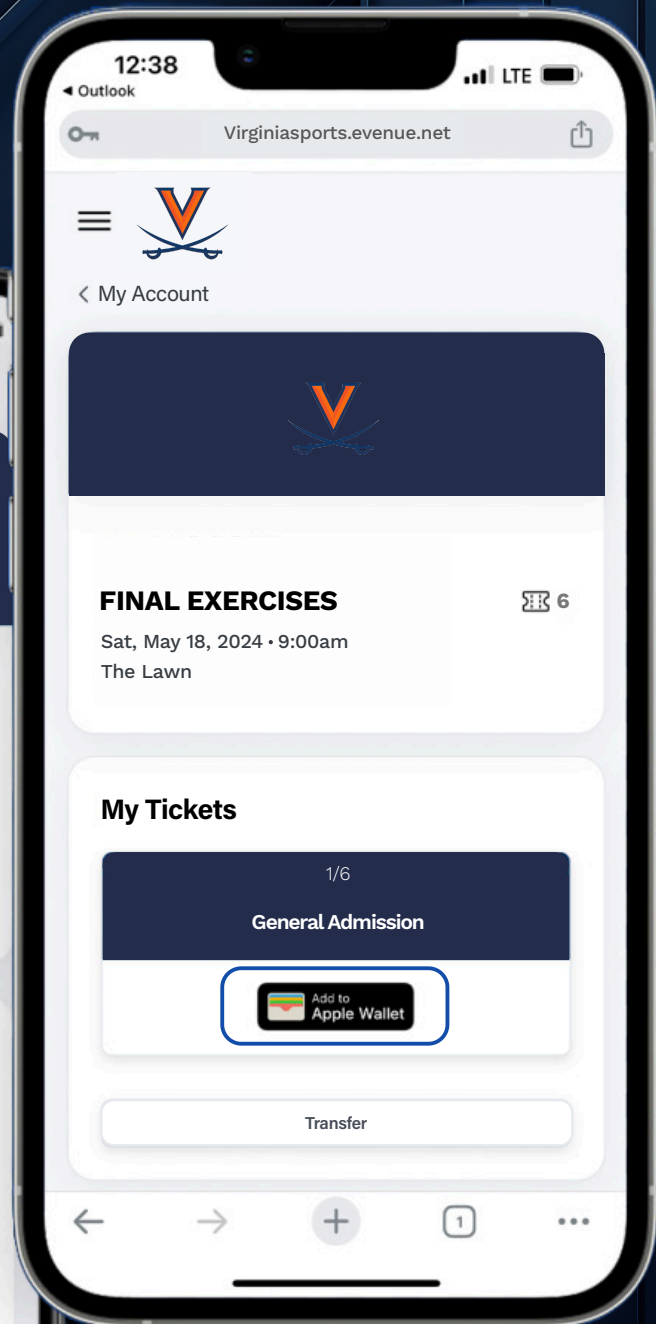 12:38
◀ Outlook
LTE
Virginiasports.evenue.net
V
< My Account
V
FINAL EXERCISES
6
Sat, May 18, 2024 • 9:00am
The Lawn
My Tickets
1/6
General Admission
Add to
Apple Wallet
Transfer
1